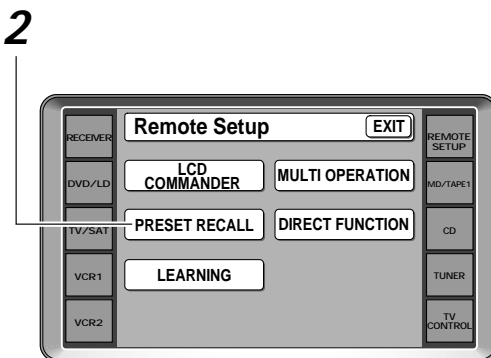 2
RECEIVER
DVD/LD
TV/SAT
VCR1
VCR2
Remote Setup
EXIT
LCD
COMMANDER
MULTI OPERATION
PRESET RECALL
DIRECT FUNCTION
LEARNING
REMOTE
SETUP
MD/TAPE1
CD
TUNER
TV
CONTROL